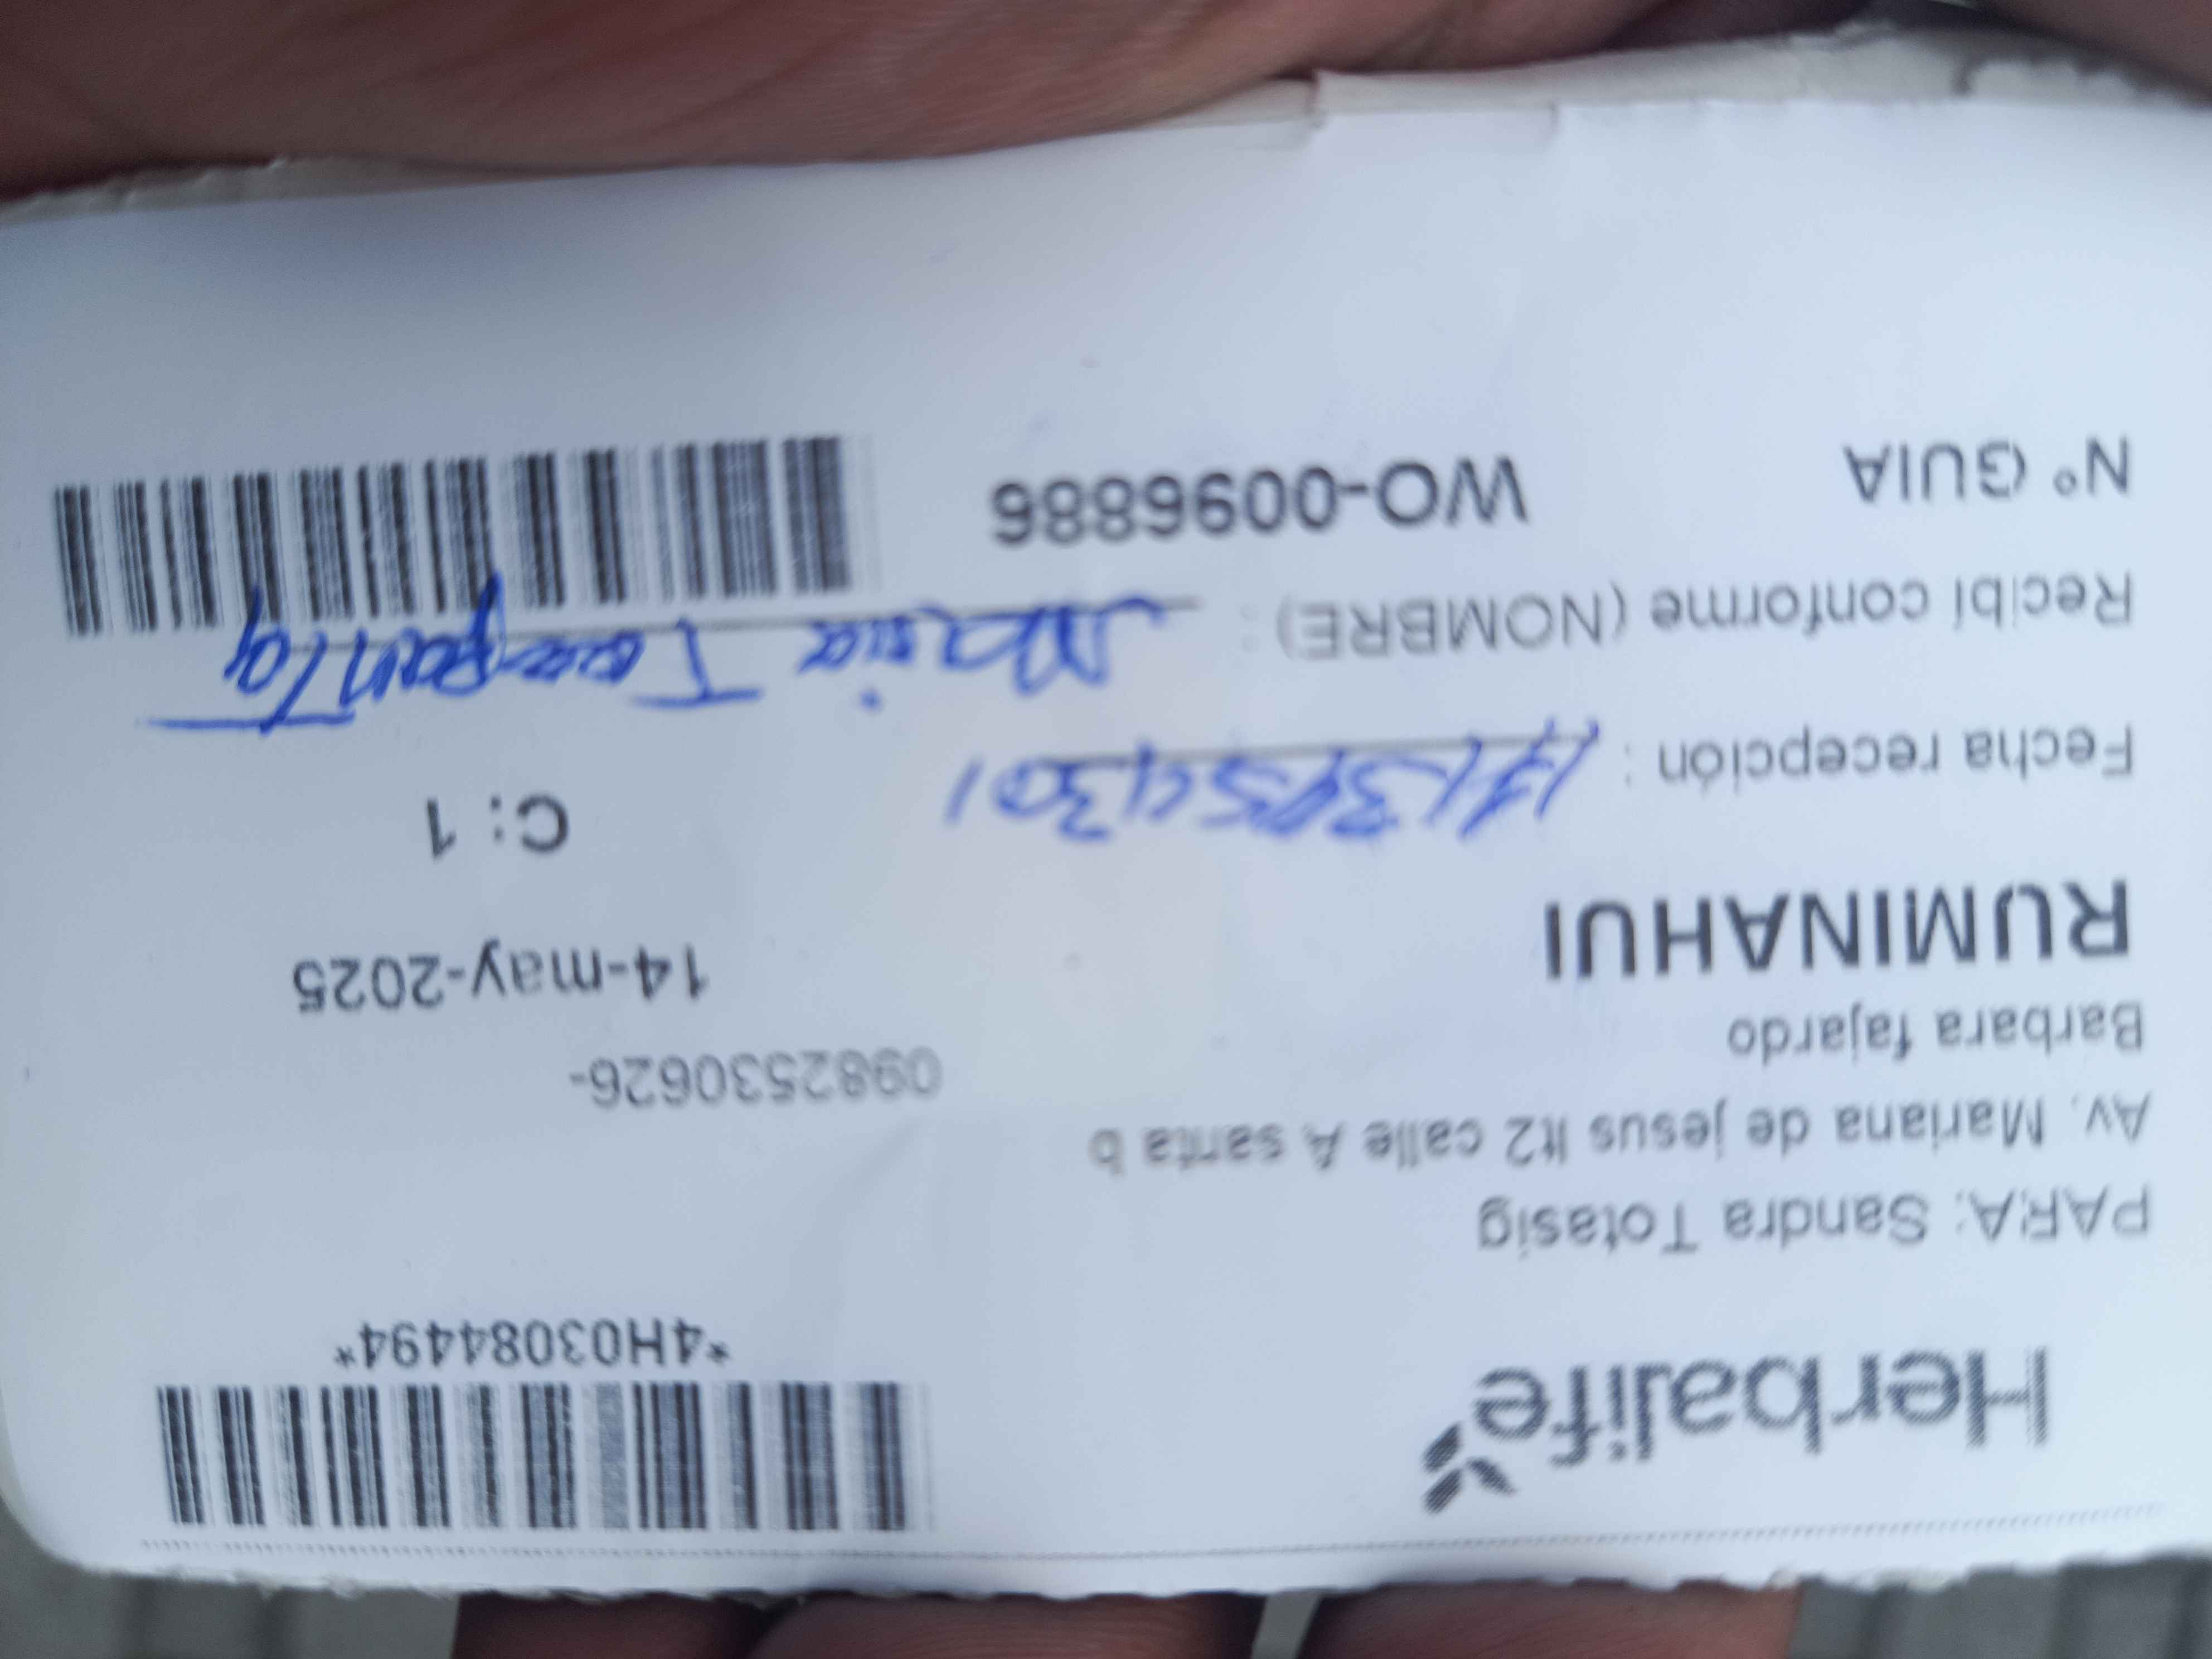 Herbalife
*4H03084494*
PARA: Sandra Totasig
Av. Mariana de jesus lt2 calle A santa b
Barbara fajardo
0982530626-
RUMINAHUI
14-may-2025
C: 1
Fecha recepción :
Recibí conforme (NOMBRE) : Maria
N° GUIA WO-0096886